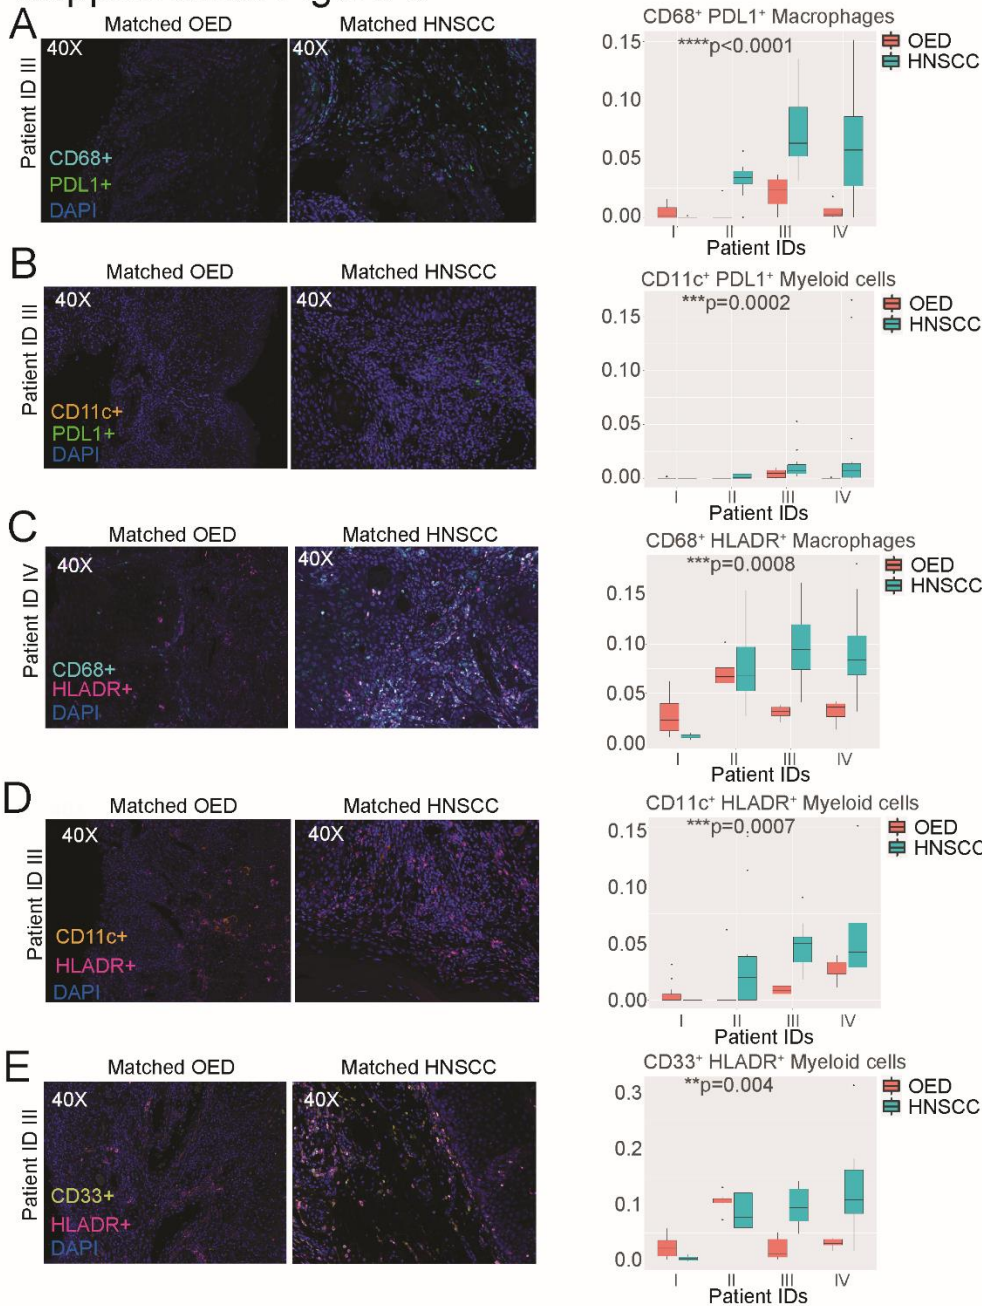 A
Matched OED
Matched HNSCC
Patient ID III
40X
40X
CD68+
PDL1+
DAPI
CD68⁺ PDL1⁺ Macrophages
****p<0.0001
0.15
0.10
0.05
0.00
I II III IV
Patient IDs
OED
HNSCC
B
Matched OED
Matched HNSCC
Patient ID III
40X
40X
CD11c+
PDL1+
DAPI
CD11c⁺ PDL1⁺ Myeloid cells
***p=0.0002
0.15
0.10
0.05
0.00
I II III IV
Patient IDs
OED
HNSCC
C
Matched OED
Matched HNSCC
Patient ID IV
40X
40X
CD68+
HLADR+
DAPI
CD68⁺ HLADR⁺ Macrophages
***p=0.0008
0.15
0.10
0.05
0.00
I II III IV
Patient IDs
OED
HNSCC
D
Matched OED
Matched HNSCC
Patient ID III
40X
40X
CD11c+
HLADR+
DAPI
CD11c⁺ HLADR⁺ Myeloid cells
***p=0.0007
0.15
0.10
0.05
0.00
I II III IV
Patient IDs
OED
HNSCC
E
Matched OED
Matched HNSCC
Patient ID III
40X
40X
CD33+
HLADR+
DAPI
CD33⁺ HLADR⁺ Myeloid cells
**p=0.004
0.3
0.2
0.1
0.0
I II III IV
Patient IDs
OED
HNSCC